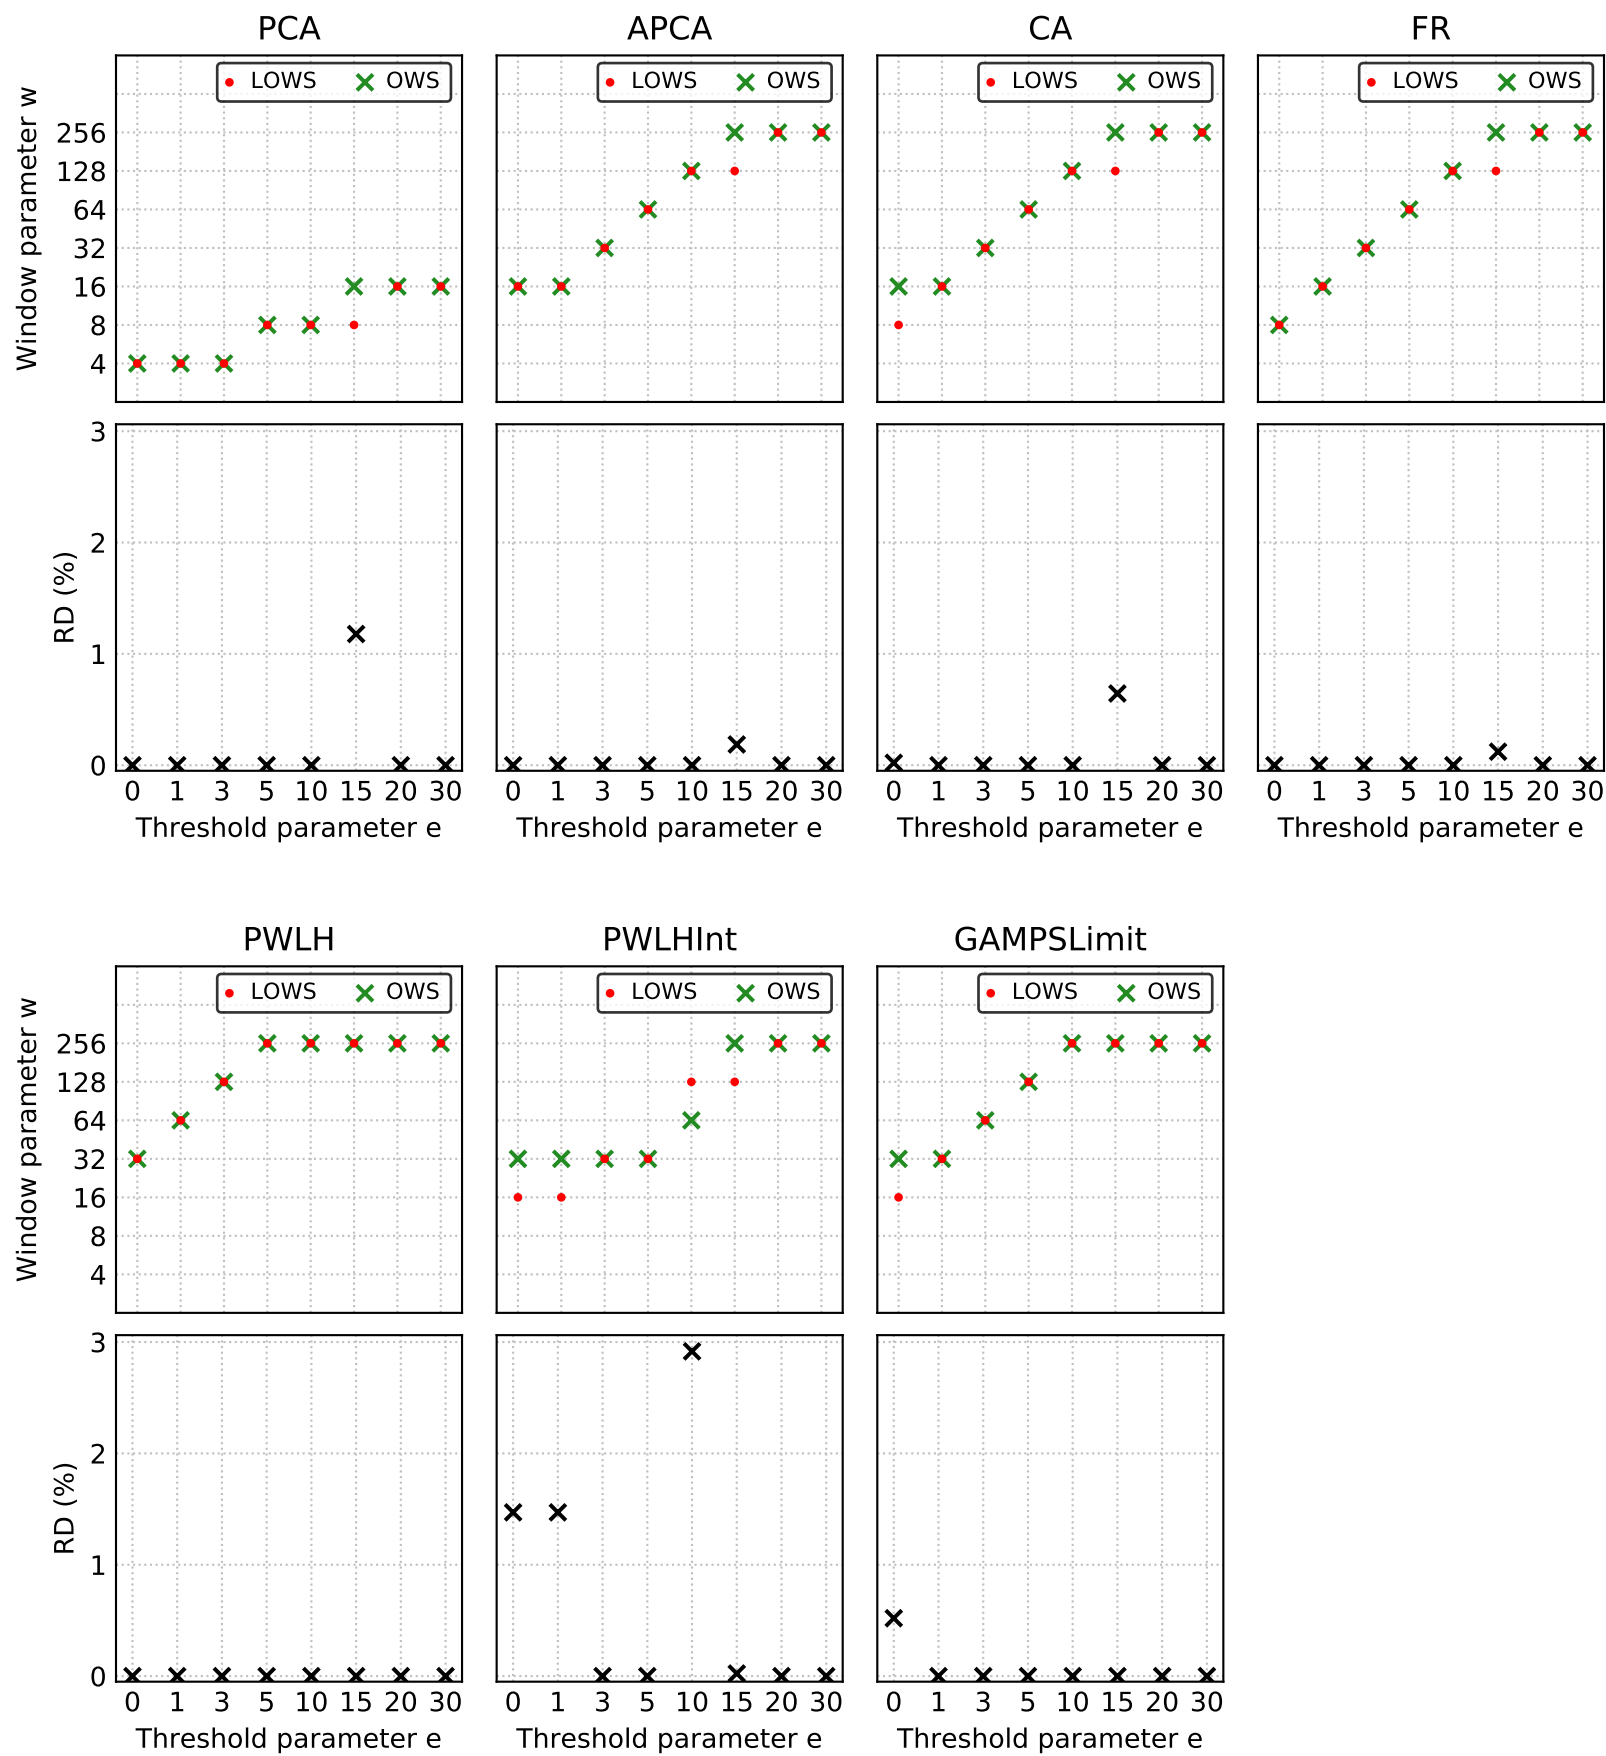 PCA APCA CA FR
LOWS OWS LOWS OWS LOWS OWS LOWS OWS
Window parameter w
256
128
64
32
16
8
4
RD (%)
3
2
1
0
0 1 3 5 10 15 20 30 0 1 3 5 10 15 20 30 0 1 3 5 10 15 20 30 0 1 3 5 10 15 20 30
Threshold parameter e Threshold parameter e Threshold parameter e Threshold parameter e
PWLH PWLHInt GAMPSLimit
LOWS OWS LOWS OWS LOWS OWS
Window parameter w
256
128
64
32
16
8
4
RD (%)
3
2
1
0
0 1 3 5 10 15 20 30 0 1 3 5 10 15 20 30 0 1 3 5 10 15 20 30
Threshold parameter e Threshold parameter e Threshold parameter e